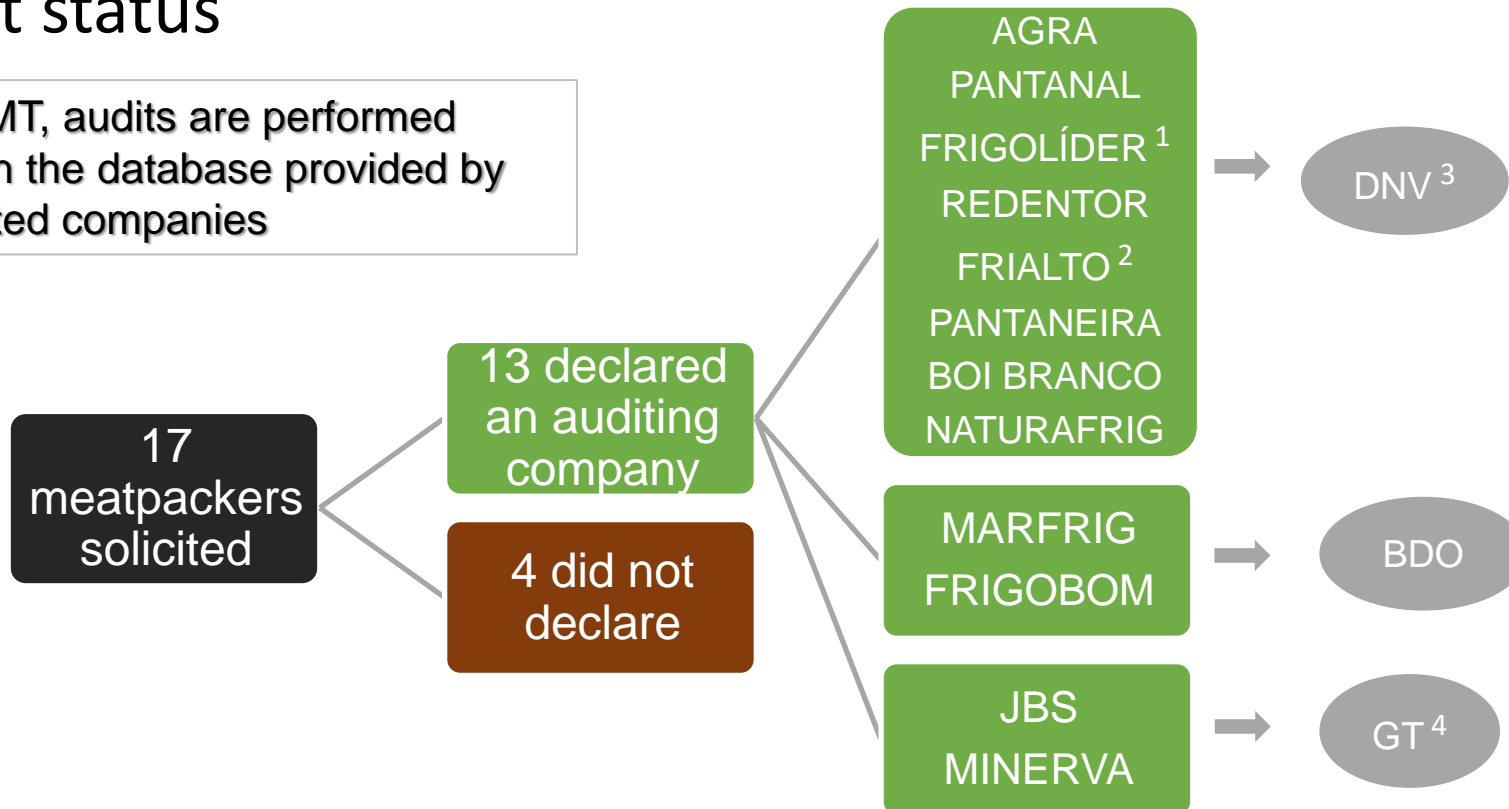 t status
MT, audits are performed
n the database provided by
ted companies
17
meatpackers
solicited
13 declared
an auditing
company
4 did not
declare
AGRA
PANTANAL
FRIGOLÍDER 1
REDENTOR
FRIALTO 2
PANTANEIRA
BOI BRANCO
NATURAFRIG
DNV 3
MARFRIG
FRIGOBOM
BDO
JBS
MINERVA
GT 4